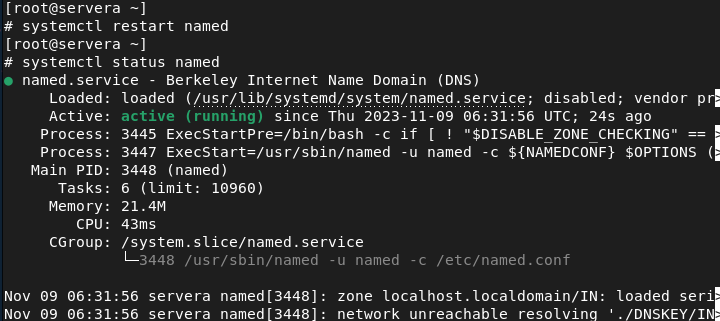 [root@servera ~]
# systemctl restart named
[root@servera ~]
# systemctl status named
● named.service - Berkeley Internet Name Domain (DNS)
Loaded: loaded (/usr/lib/systemd/system/named.service; disabled; vendor pr>
Active: active (running) since Thu 2023-11-09 06:31:56 UTC; 24s ago
Process: 3445 ExecStartPre=/bin/bash -c if [ ! "$DISABLE_ZONE_CHECKING" == >
Process: 3447 ExecStart=/usr/sbin/named -u named -c ${NAMEDCONF} $OPTIONS (>
Main PID: 3448 (named)
Tasks: 6 (limit: 10960)
Memory: 21.4M
CPU: 43ms
CGroup: /system.slice/named.service
└─3448 /usr/sbin/named -u named -c /etc/named.conf
Nov 09 06:31:56 servera named[3448]: zone localhost.localdomain/IN: loaded seri>
Nov 09 06:31:56 servera named[3448]: network unreachable resolving './DNSKEY/IN>